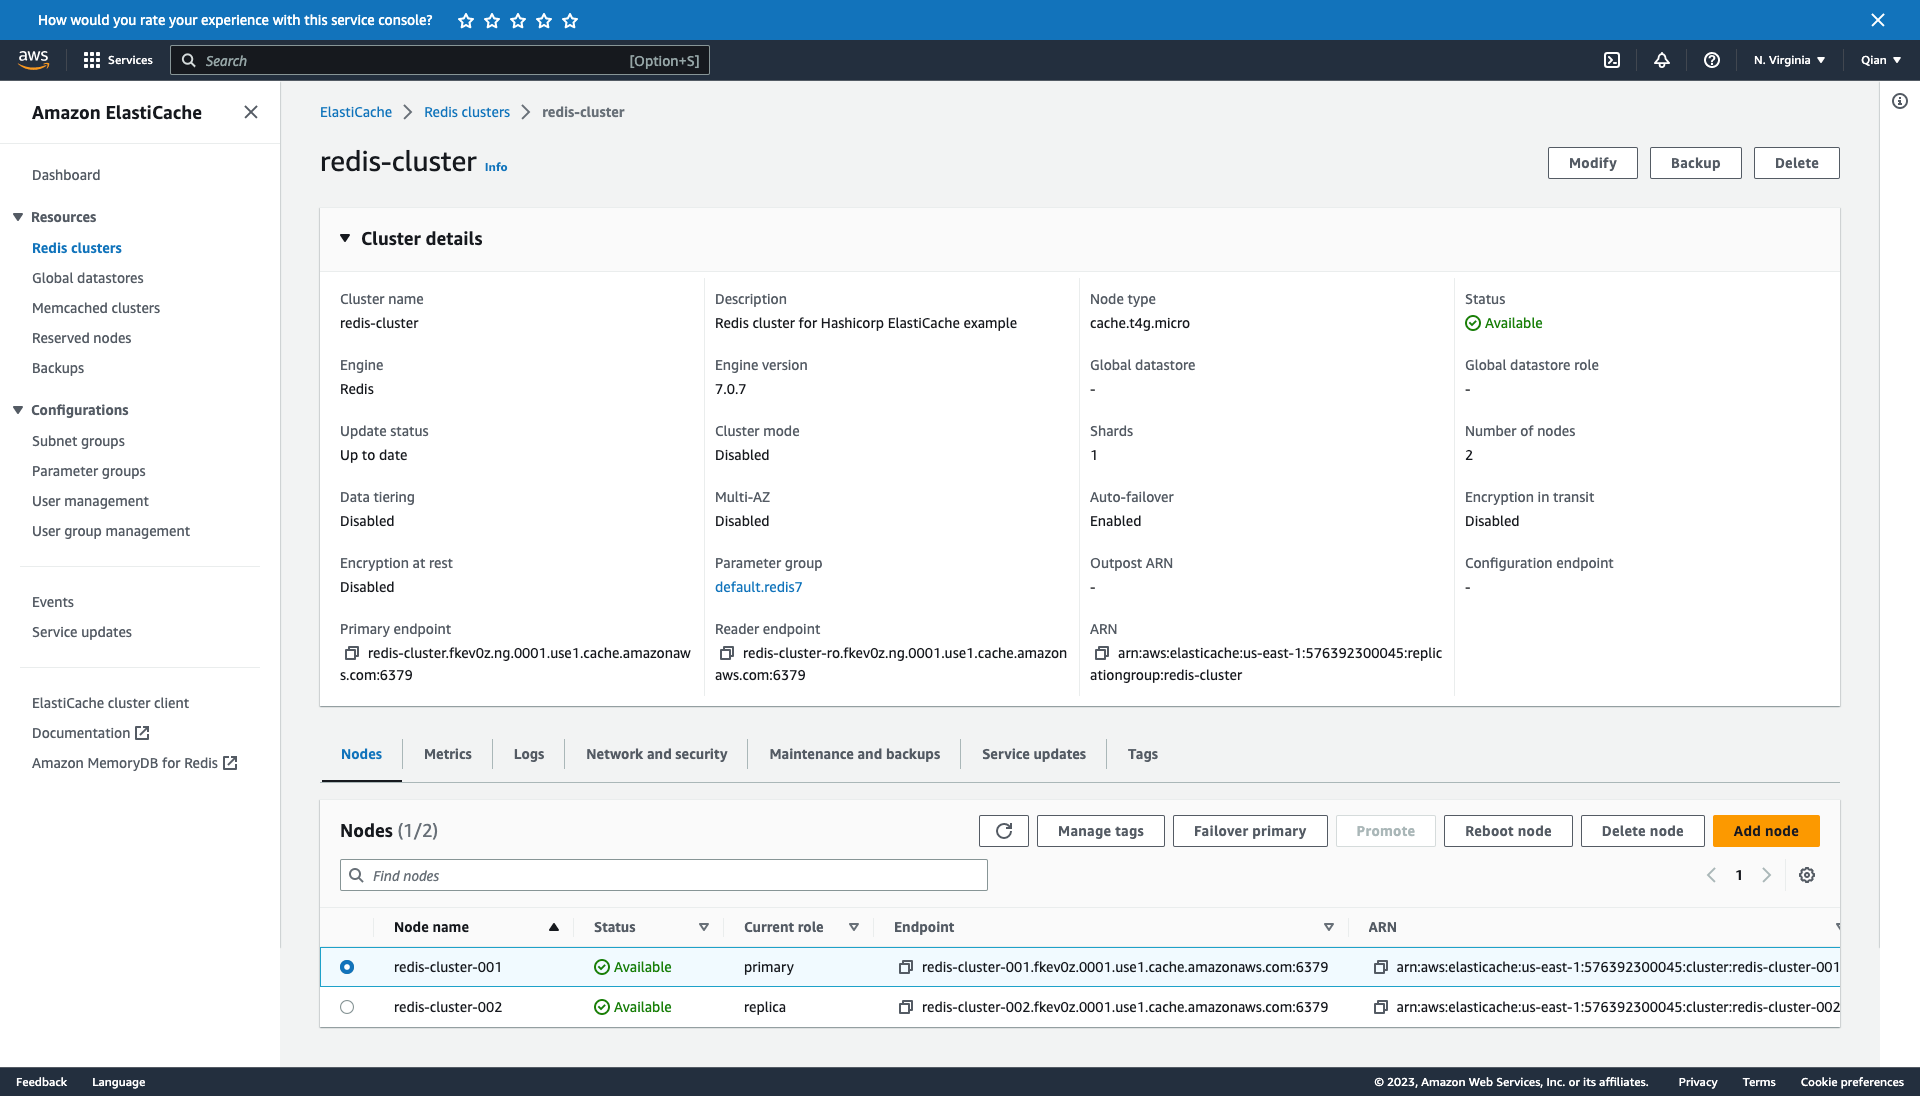 How would you rate your experience with this service console?
aws Services Search [Option+S] N. Virginia ▼ Qian ▼
Amazon ElastiCache
Dashboard
Resources
Redis clusters
Global datastores
Memcached clusters
Reserved nodes
Backups
Configurations
Subnet groups
Parameter groups
User management
User group management
Events
Service updates
ElastiCache cluster client
Documentation
Amazon MemoryDB for Redis
ElastiCache > Redis clusters > redis-cluster
redis-cluster Info
Modify Backup Delete
Cluster details
Cluster name Description Node type Status
redis-cluster Redis cluster for Hashicorp ElastiCache example cache.t4g.micro Available
Engine Engine version Global datastore Global datastore role
Redis 7.0.7 - -
Update status Cluster mode Shards Number of nodes
Up to date Disabled 1 2
Data tiering Multi-AZ Auto-failover Encryption in transit
Disabled Disabled Enabled Disabled
Encryption at rest Parameter group Outpost ARN Configuration endpoint
Disabled default.redis7 - -
Primary endpoint Reader endpoint ARN
redis-cluster.fkev0z.ng.0001.use1.cache.amazonaw redis-cluster-ro.fkev0z.ng.0001.use1.cache.amazon arn:aws:elasticache:us-east-1:576392300045:replic
s.com:6379 aws.com:6379 ationgroup:redis-cluster
Nodes Metrics Logs Network and security Maintenance and backups Service updates Tags
Nodes (1/2) Manage tags Failover primary Promote Reboot node Delete node Add node
Find nodes 1
Node name Status Current role Endpoint ARN
redis-cluster-001 Available primary redis-cluster-001.fkev0z.0001.use1.cache.amazonaws.com:6379 arn:aws:elasticache:us-east-1:576392300045:cluster:redis-cluster-001
redis-cluster-002 Available replica redis-cluster-002.fkev0z.0001.use1.cache.amazonaws.com:6379 arn:aws:elasticache:us-east-1:576392300045:cluster:redis-cluster-002
Feedback Language © 2023, Amazon Web Services, Inc. or its affiliates. Privacy Terms Cookie preferences